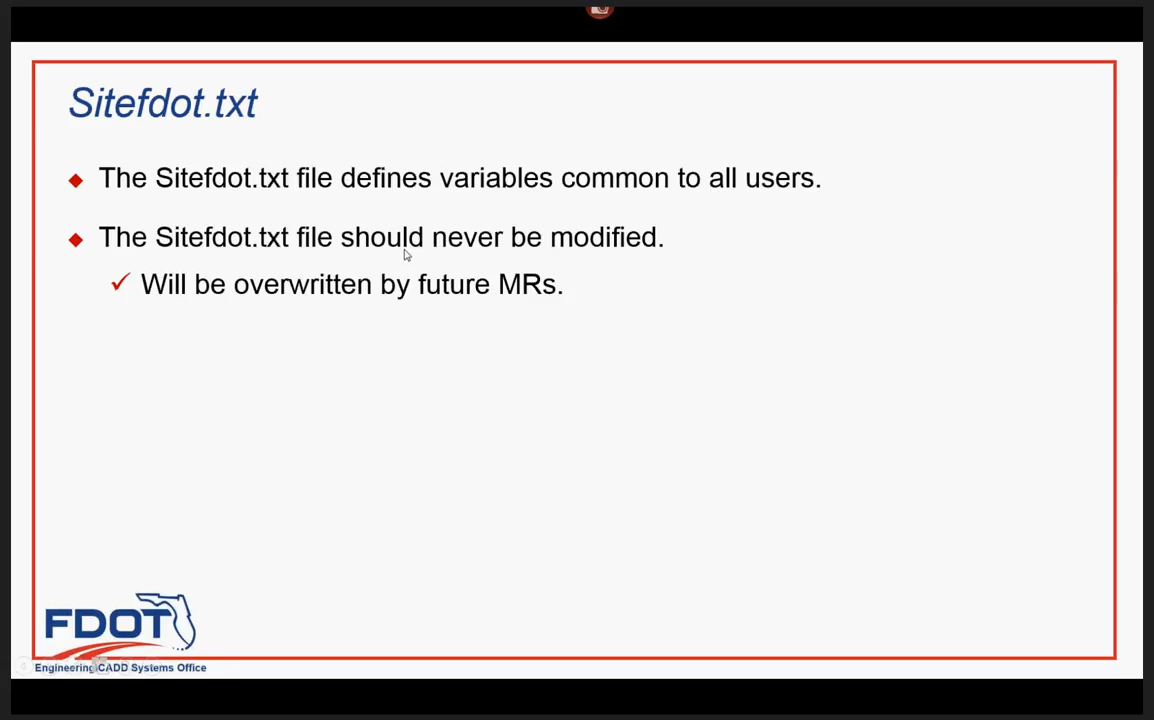 Sitefdot.txt
The Sitefdot.txt file defines variables common to all users.
The Sitefdot.txt file should never be modified.
Will be overwritten by future MRs.
FDOT
Engineering/CADD Systems Office